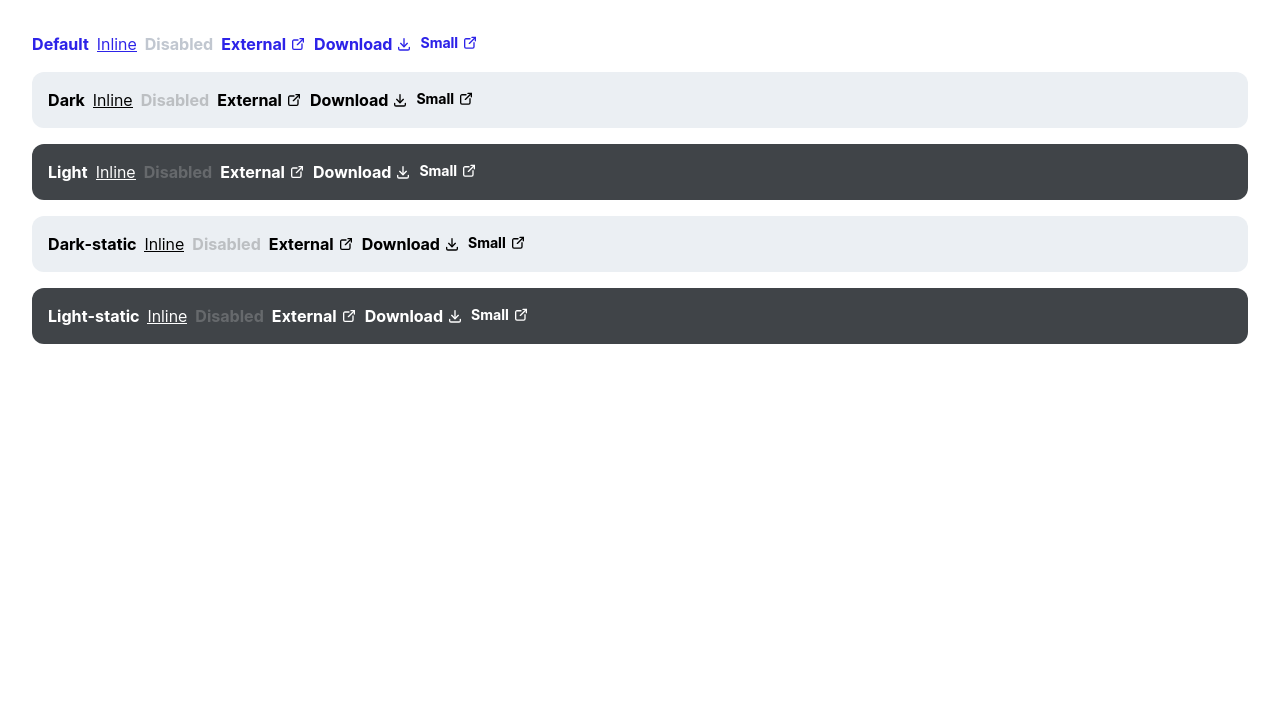 Default Inline Disabled External Download Small
Dark Inline Disabled External Download Small
Light Inline Disabled External Download Small
Dark-static Inline Disabled External Download Small
Light-static Inline Disabled External Download Small